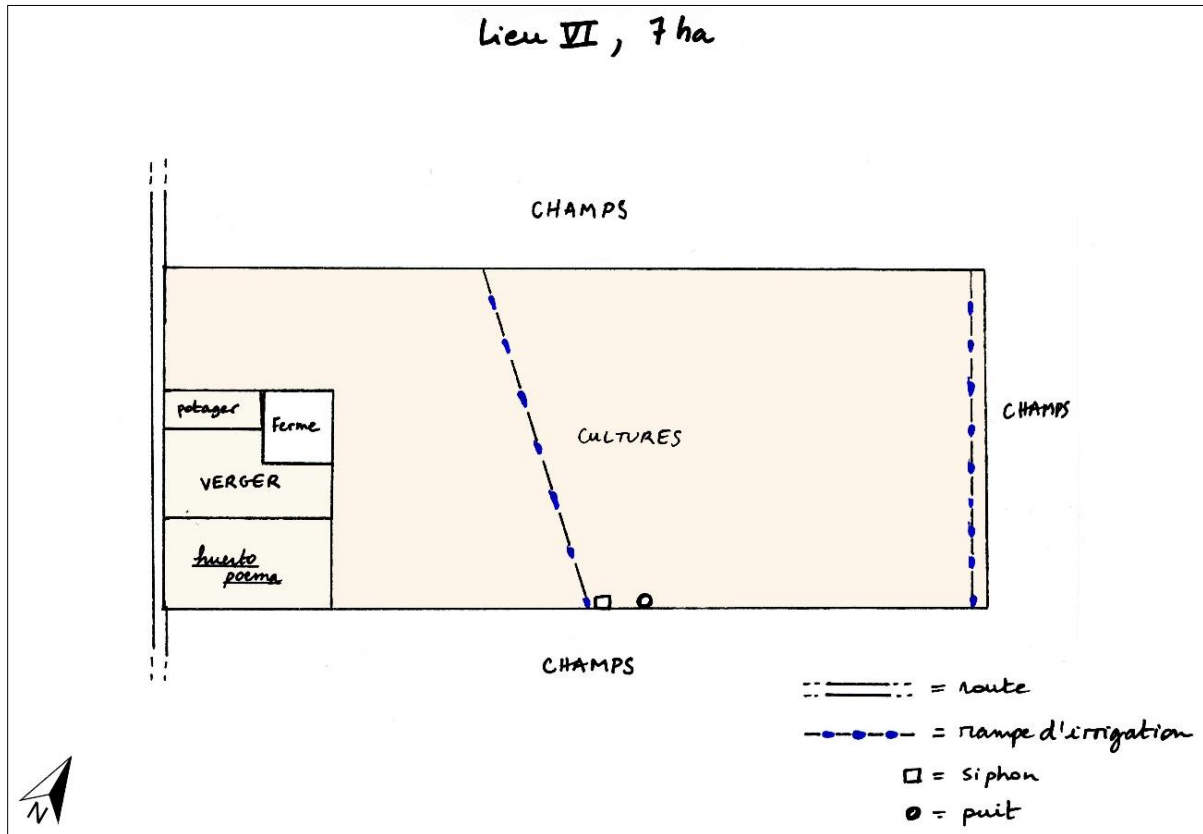 Lieu VI, 7 ha
CHAMPS
potager
Ferme
CULTURES
CHAMPS
VERGER
huerto
poema
CHAMPS
= route
= rampe d'irrigation
= siphon
= puit
N